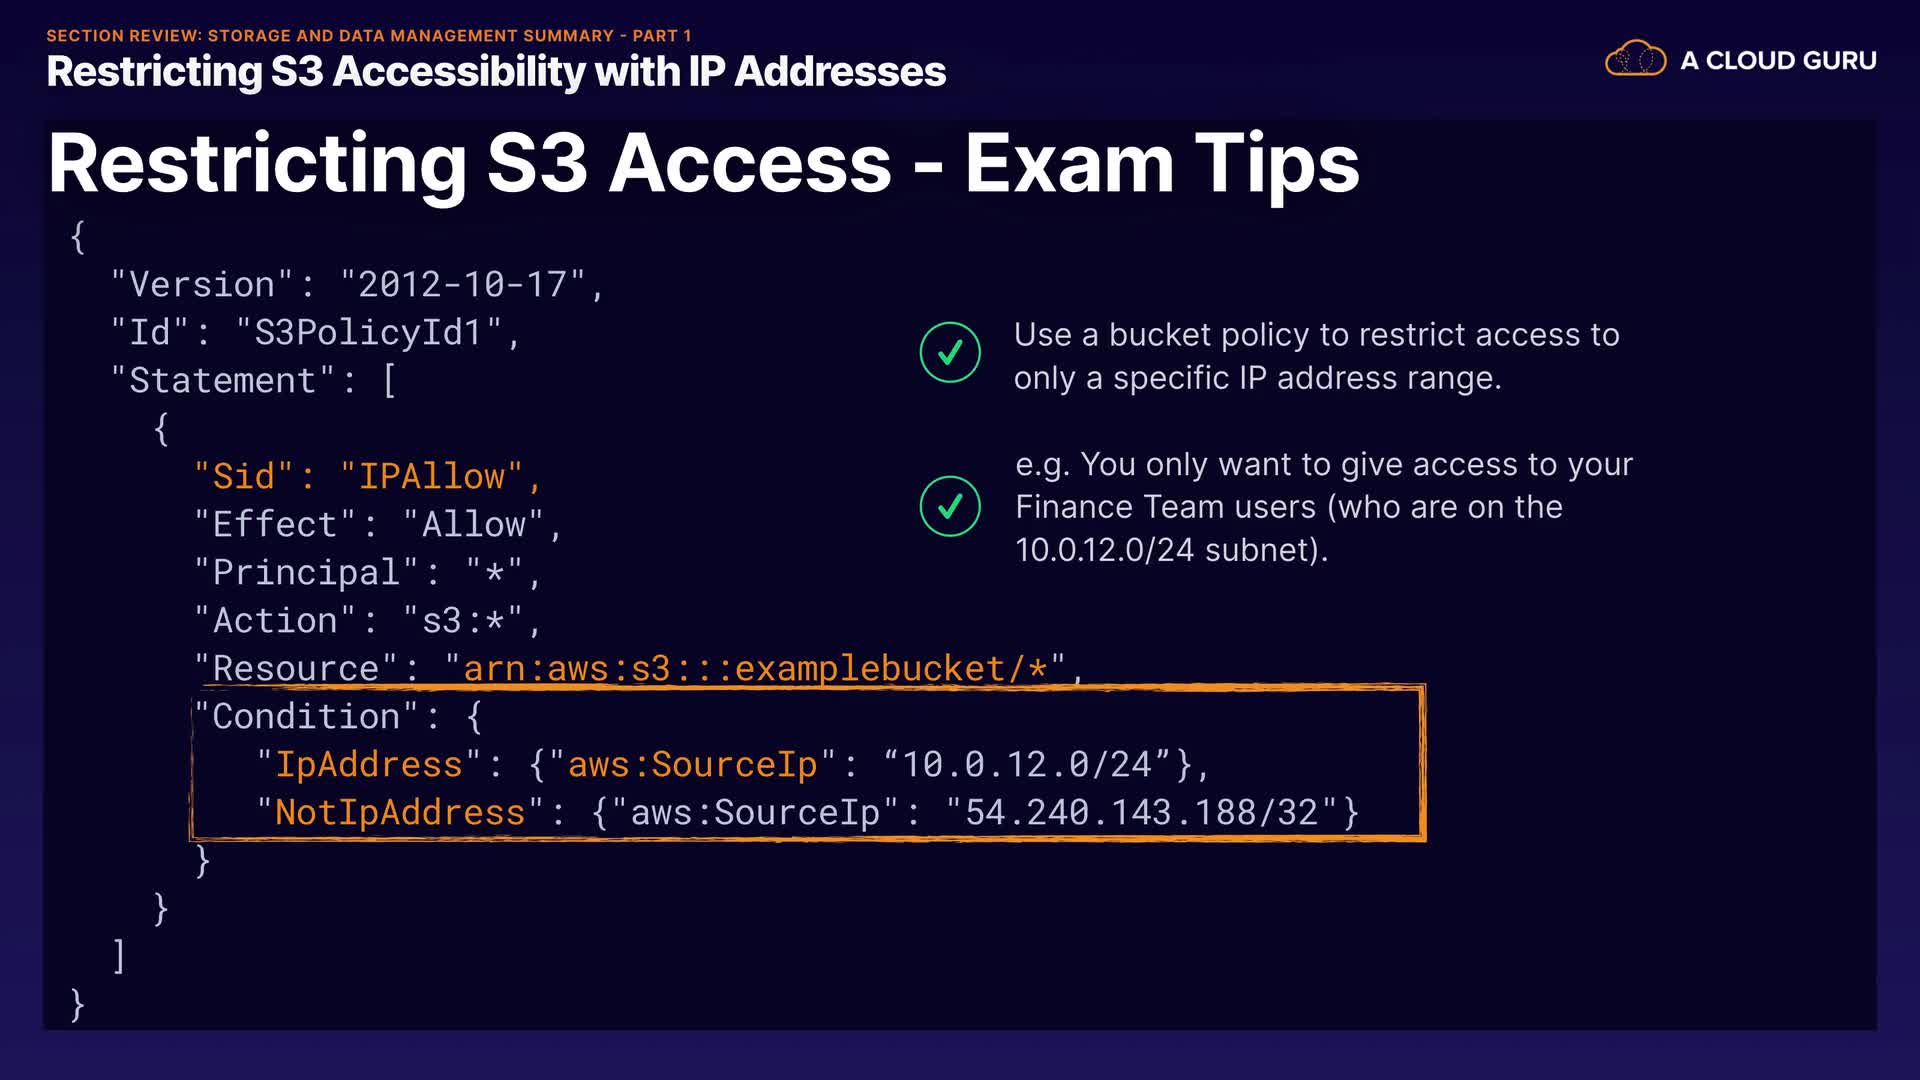 SECTION REVIEW: STORAGE AND DATA MANAGEMENT SUMMARY - PART 1
Restricting S3 Accessibility with IP Addresses
A CLOUD GURU
Restricting S3 Access - Exam Tips
{
"Version": "2012-10-17",
"Id": "S3PolicyId1",
"Statement": [
{
"Sid": "IPAllow",
"Effect": "Allow",
"Principal": "*",
"Action": "s3:*",
"Resource": "arn:aws:s3:::examplebucket/*",
"Condition": {
"IpAddress": {"aws:SourceIp": “10.0.12.0/24”},
"NotIpAddress": {"aws:SourceIp": "54.240.143.188/32"}
}
}
]
}
Use a bucket policy to restrict access to
only a specific IP address range.
e.g. You only want to give access to your
Finance Team users (who are on the
10.0.12.0/24 subnet).